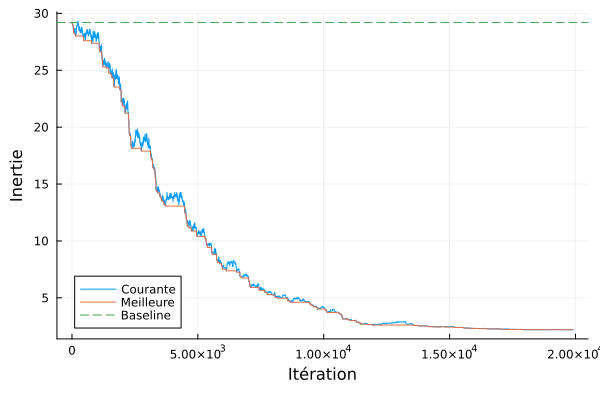 30
25
20
15
10
5
Inertie
Courante
Meilleure
Baseline
0
5.00×10³
1.00×10⁴
1.50×10⁴
2.00×10⁴
Itération